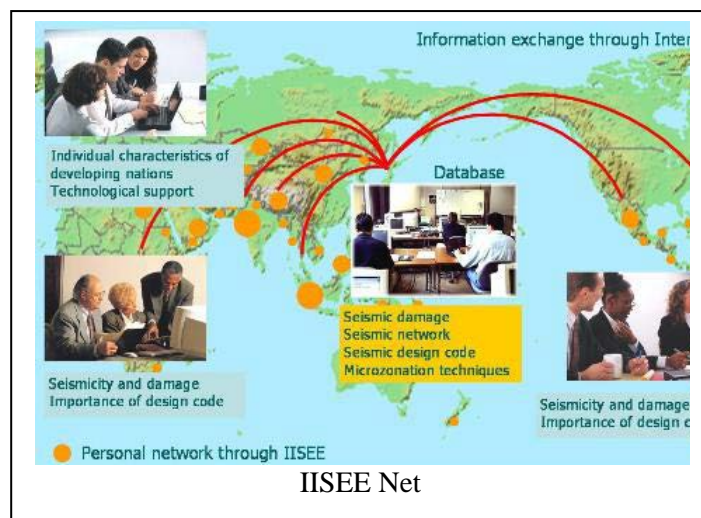 Information exchange through Inter
Individual characteristics of
developing nations
Technological support
Database
Seismic damage
Seismic network
Seismic design code
Microzonation techniques
Seismicity and damage
Importance of design code
Seismicity and damage
Importance of design c
Personal network through IISEE
IISEE Net